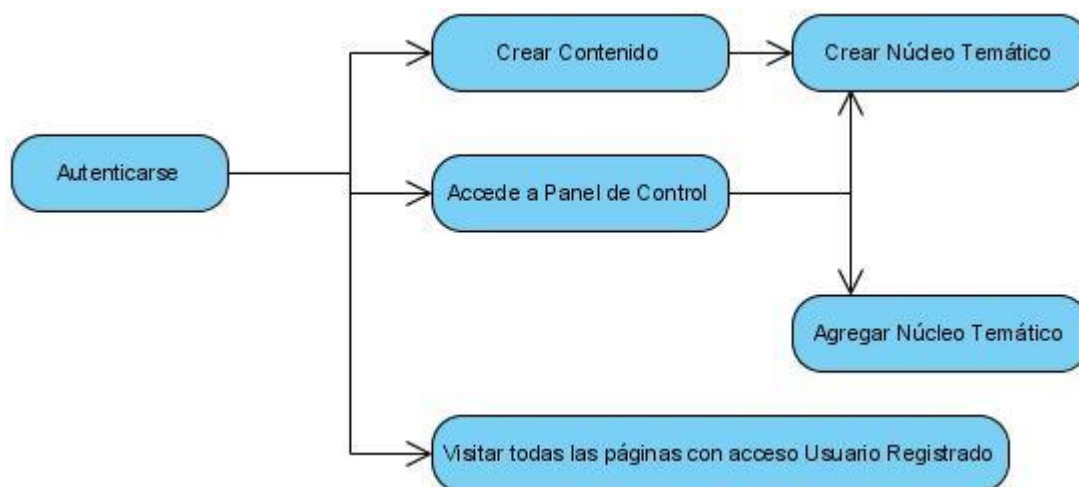 Crear Contenido
Crear Núcleo Temático
Autenticarse
Accede a Panel de Control
Agregar Núcleo Temático
Visitar todas las páginas con acceso Usuario Registrado